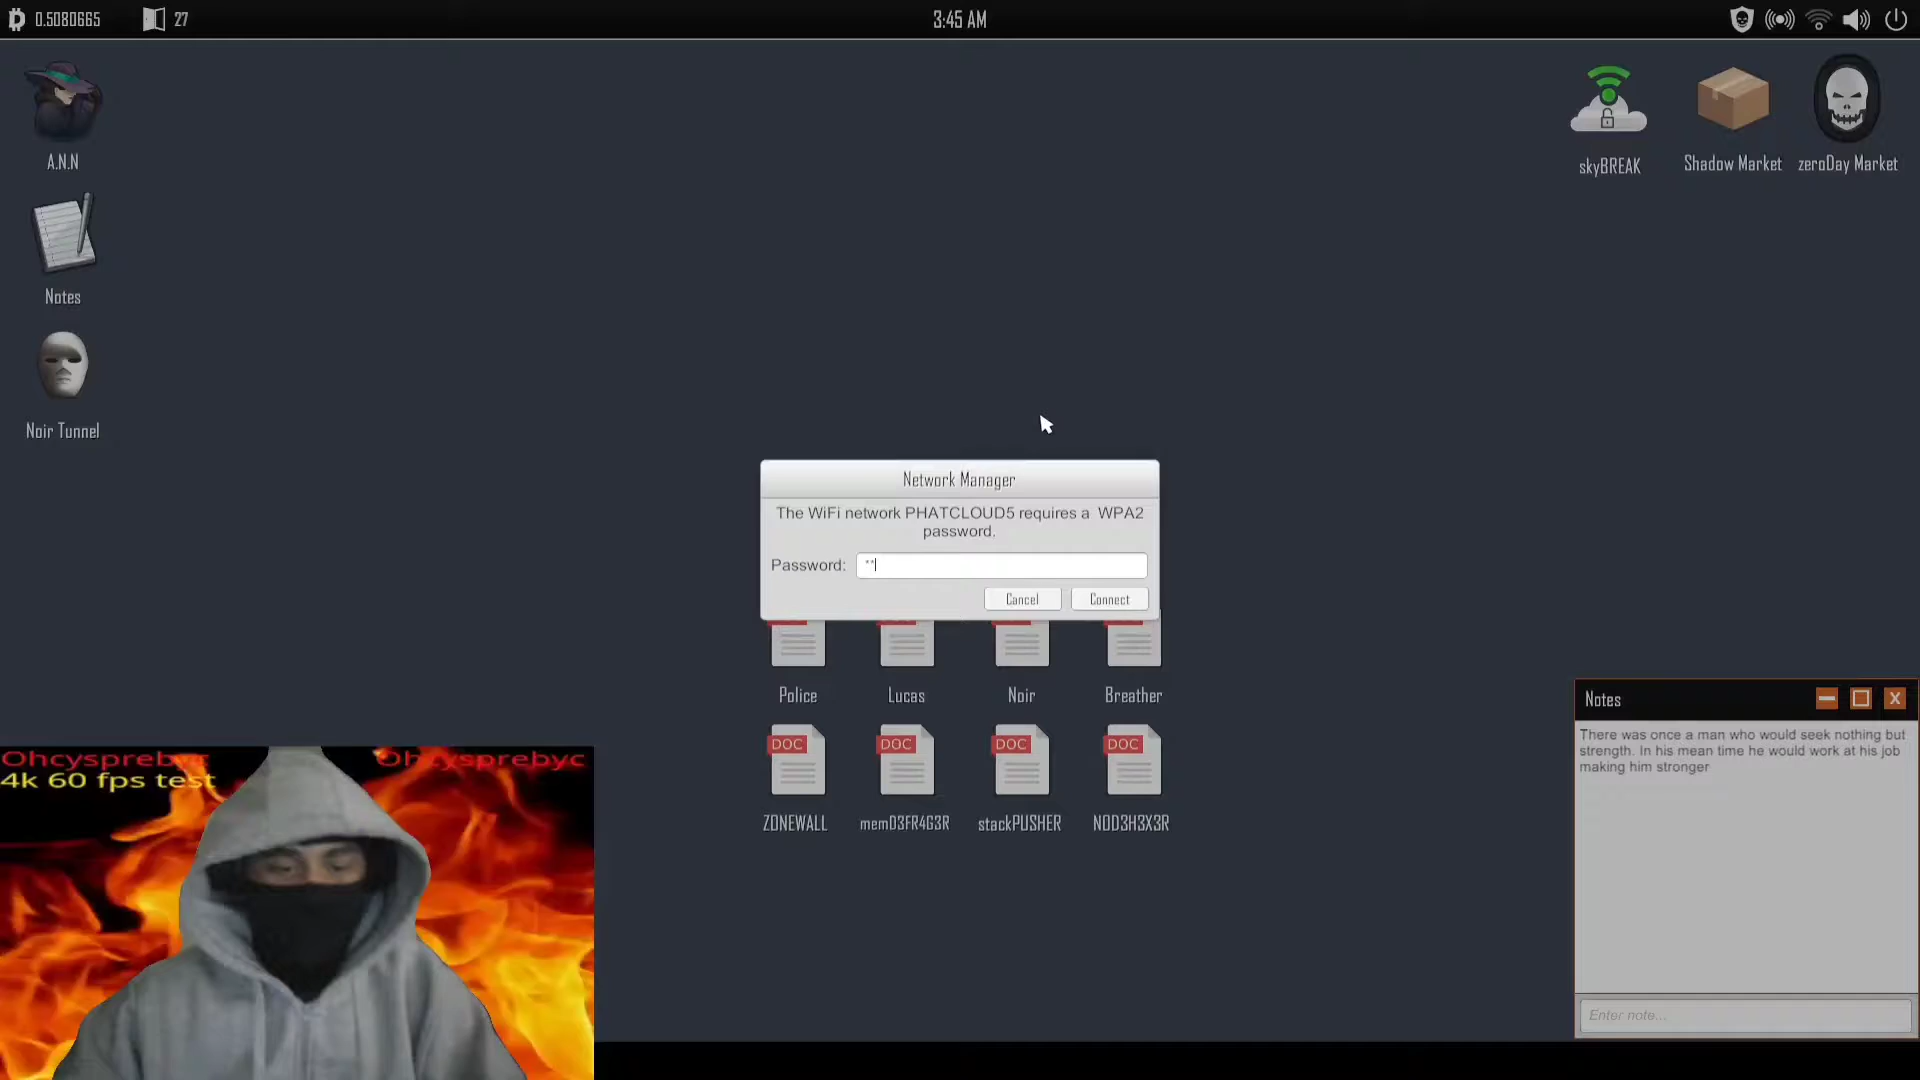 0.5080665
27
3:45 AM
A.N.N
Notes
Noir Tunnel
skyBREAK
Shadow Market
zeroDay Market
Network Manager
The WiFi network PHATCLOUD5 requires a WPA2
password.
Password: **
Cancel
Connect
Police
Lucas
Noir
Breather
DOC
DOC
DOC
DOC
ZONEWALL
memD3FR4G3R
stackPUSHER
NOD3H3X3R
Notes
There was once a man who would seek nothing but
strength. In his mean time he would work at his job
making him stronger
Enter note...
Ohcysprebyc
Ohcysprebyc
4k 60 fps test